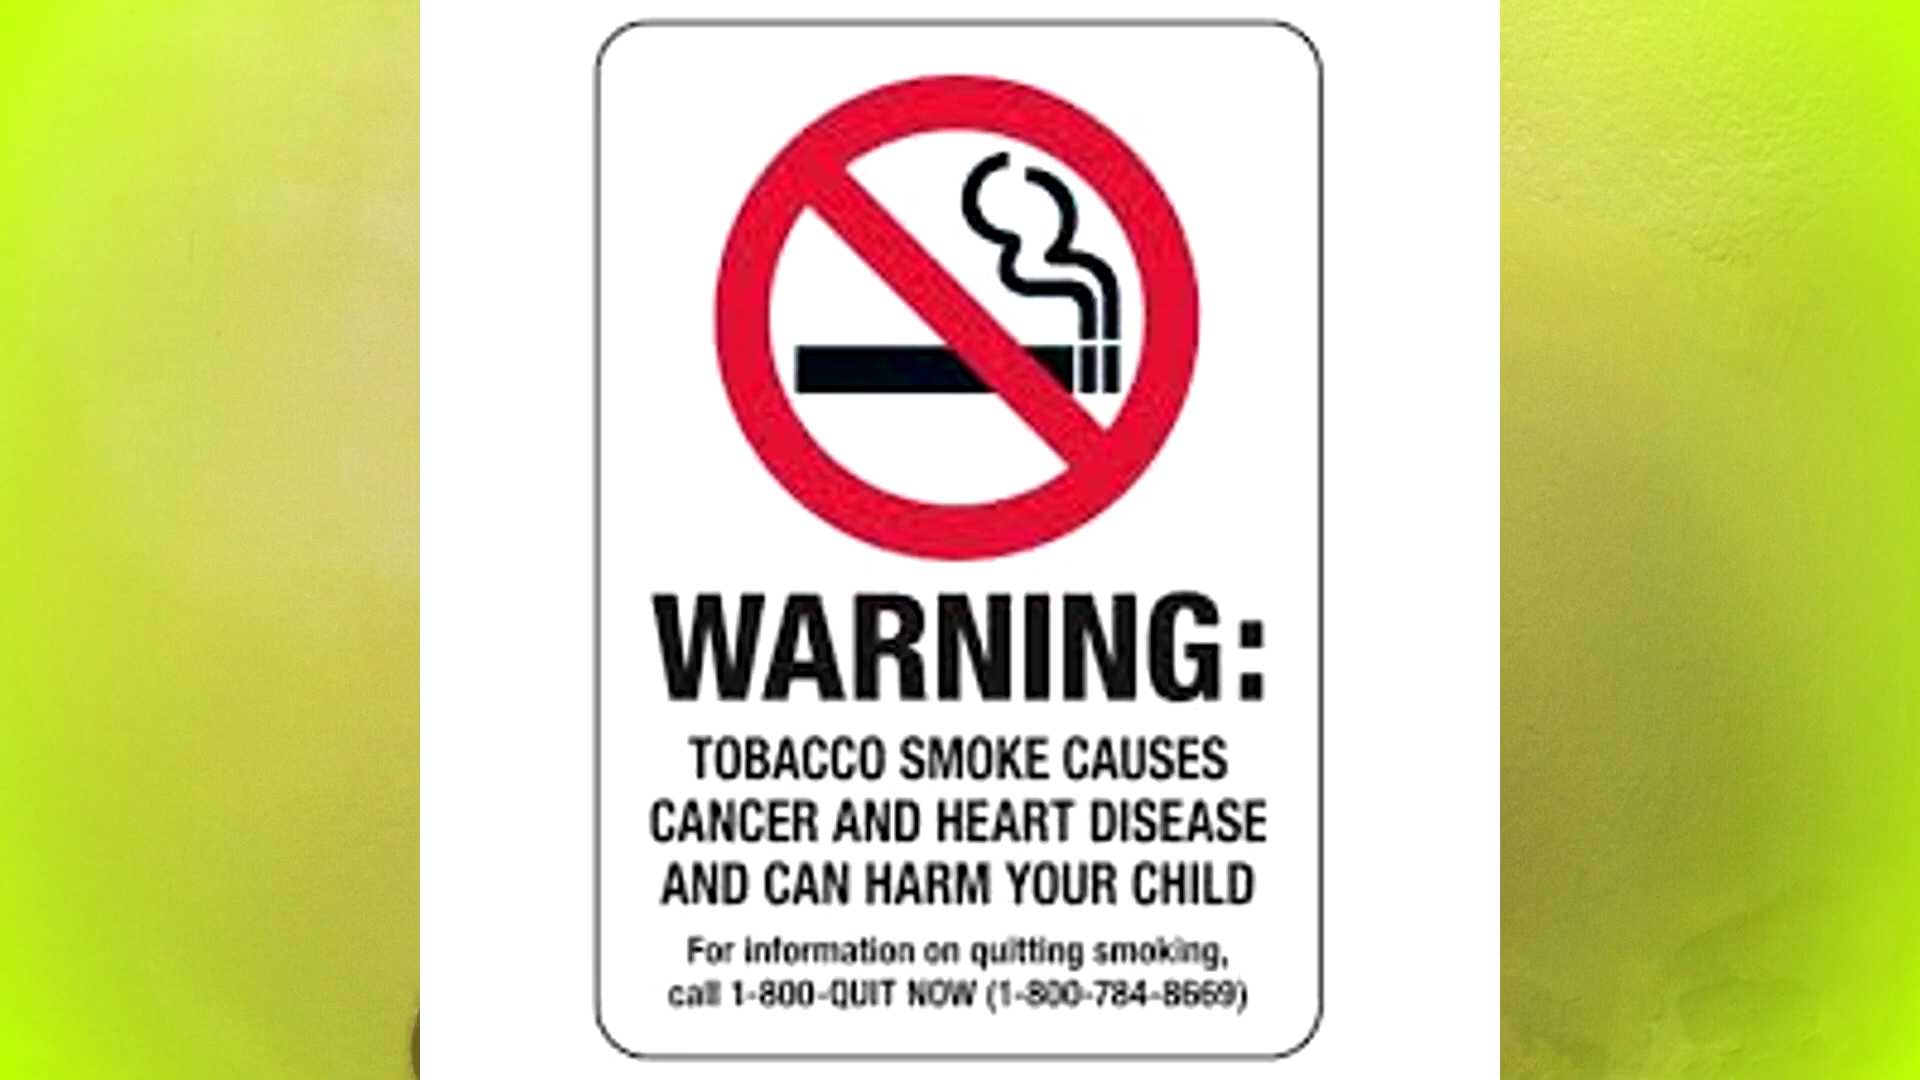 WARNING:
TOBACCO SMOKE CAUSES
CANCER AND HEART DISEASE
AND CAN HARM YOUR CHILD
For information on quitting smoking,
call 1-800-QUIT NOW (1-800-784-8669)